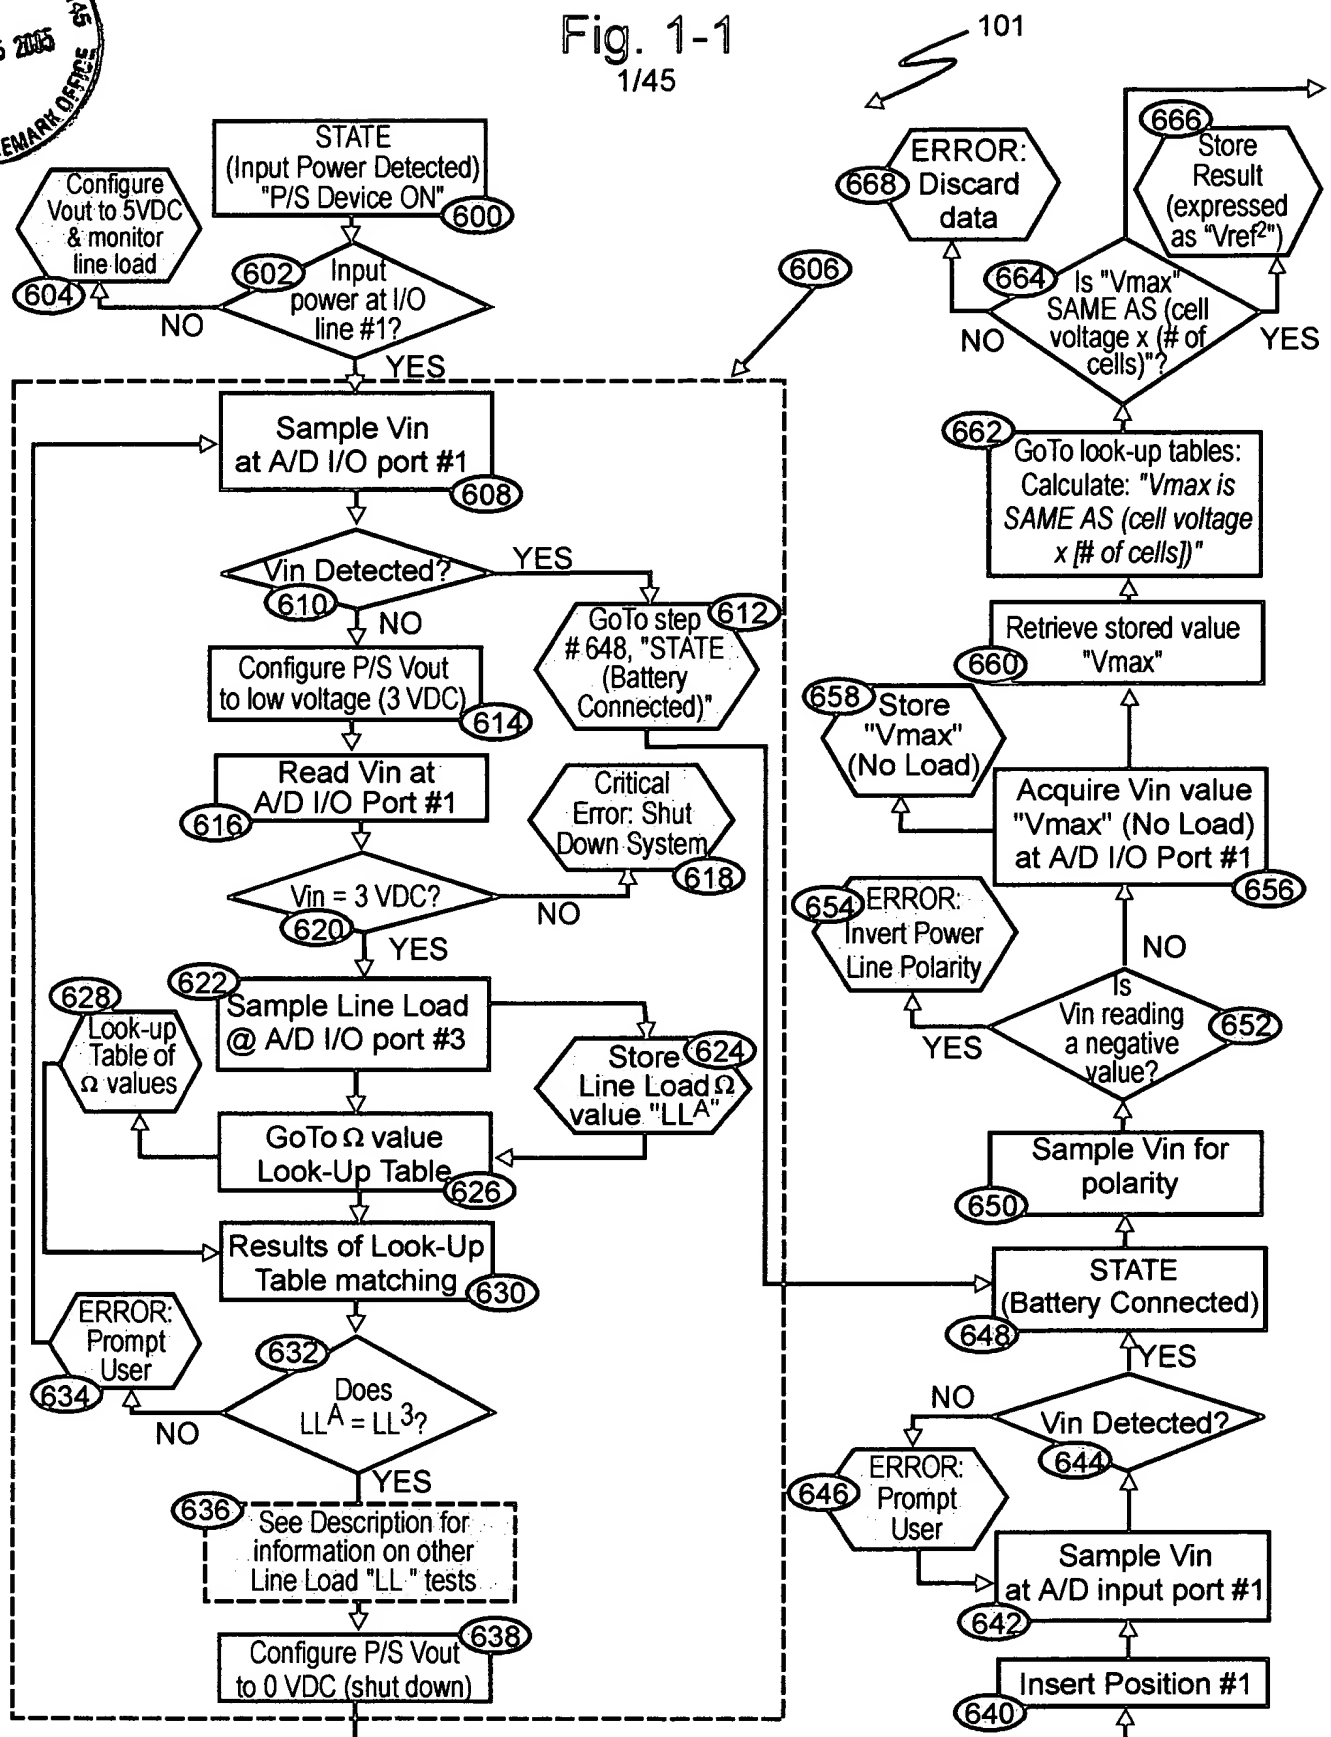 Fig. 1-1
1/45
101
45
5 2005
EMARK OFFICE
STATE
(Input Power Detected)
"P/S Device ON"
600
Configure
Vout to 5VDC
& monitor
line load
604
602
Input
power at I/O
line #1?
NO
YES
606
Sample Vin
at A/D I/O port #1
608
Vin Detected?
610
YES
NO
612
GoTo step
# 648, "STATE
(Battery
Connected)"
Configure P/S Vout
to low voltage (3 VDC)
614
Read Vin at
A/D I/O Port #1
616
Critical
Error: Shut
Down System
618
Vin = 3 VDC?
620
NO
YES
622
Sample Line Load
@ A/D I/O port #3
628
Look-up
Table of
Ω values
624
Store
Line Load Ω
value "LLᴬ"
GoTo Ω value
Look-Up Table
626
Results of Look-Up
Table matching
630
ERROR:
Prompt
User
634
632
Does
LLᴬ = LL³?
NO
YES
636
See Description for
information on other
Line Load "LL" tests
Configure P/S Vout
to 0 VDC (shut down)
638
666
Store
Result
(expressed
as "Vref²")
ERROR:
Discard
data
668
664
Is "Vmax"
SAME AS (cell
voltage x (# of
cells)"?
NO
YES
662
GoTo look-up tables:
Calculate: "Vmax is
SAME AS (cell voltage
x [# of cells])"
Retrieve stored value
"Vmax"
660
658
Store
"Vmax"
(No Load)
Acquire Vin value
"Vmax" (No Load)
at A/D I/O Port #1
656
654
ERROR:
Invert Power
Line Polarity
NO
Is
Vin reading
a negative
value?
652
YES
Sample Vin for
polarity
650
STATE
(Battery Connected)
648
YES
NO
Vin Detected?
644
646
ERROR:
Prompt
User
Sample Vin
at A/D input port #1
642
Insert Position #1
640